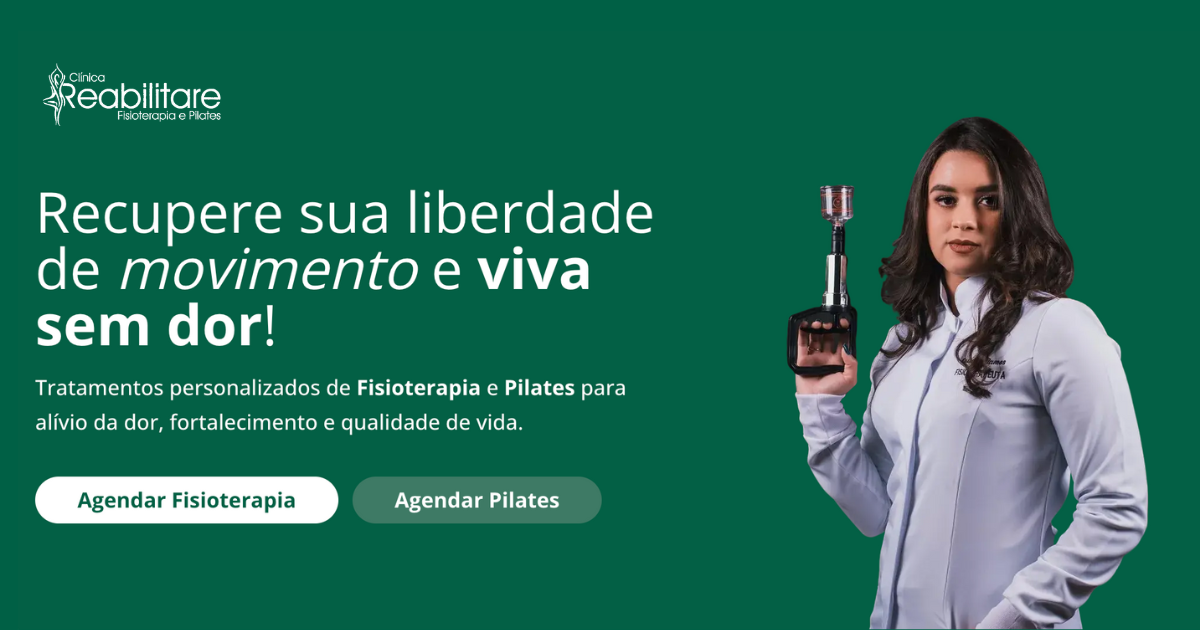 Clínica
Reabilitare
Fisioterapia e Pilates
Recupere sua liberdade
de movimento e viva
sem dor!
Tratamentos personalizados de Fisioterapia e Pilates para
alívio da dor, fortalecimento e qualidade de vida.
Agendar Fisioterapia
Agendar Pilates